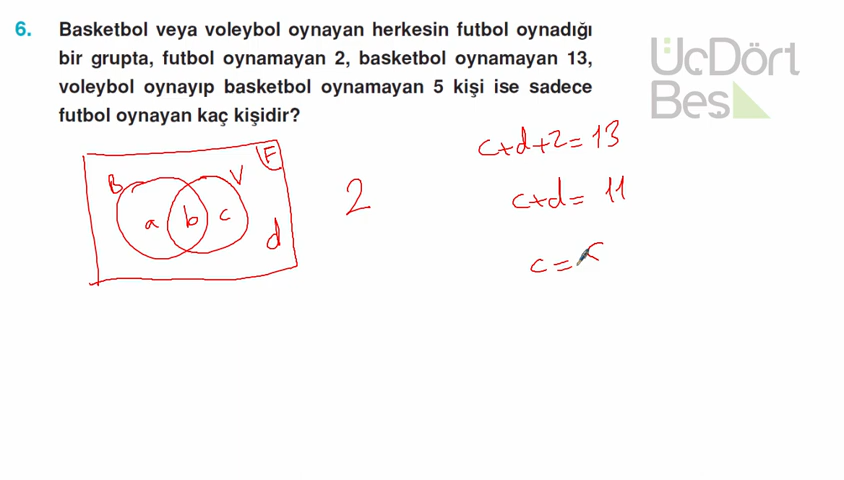 6. Basketbol veya voleybol oynayan herkesin futbol oynadığı
bir grupta, futbol oynamayan 2, basketbol oynamayan 13,
voleybol oynayıp basketbol oynamayan 5 kişi ise sadece
futbol oynayan kaç kişidir?
ÜçDört
Beş
c+d+2=13
F
B
V
a
b
c
d
2
c+d= 11
c=